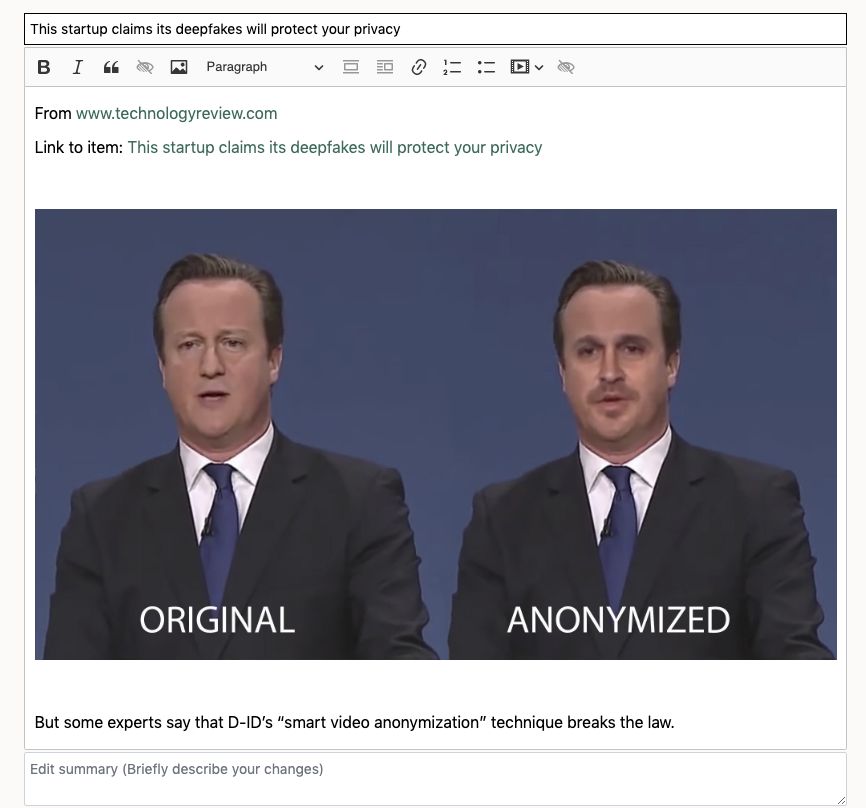 This startup claims its deepfakes will protect your privacy
B I Paragraph
From www.technologyreview.com
Link to item: This startup claims its deepfakes will protect your privacy
ORIGINAL ANONYMIZED
But some experts say that D-ID’s “smart video anonymization” technique breaks the law.
Edit summary (Briefly describe your changes)